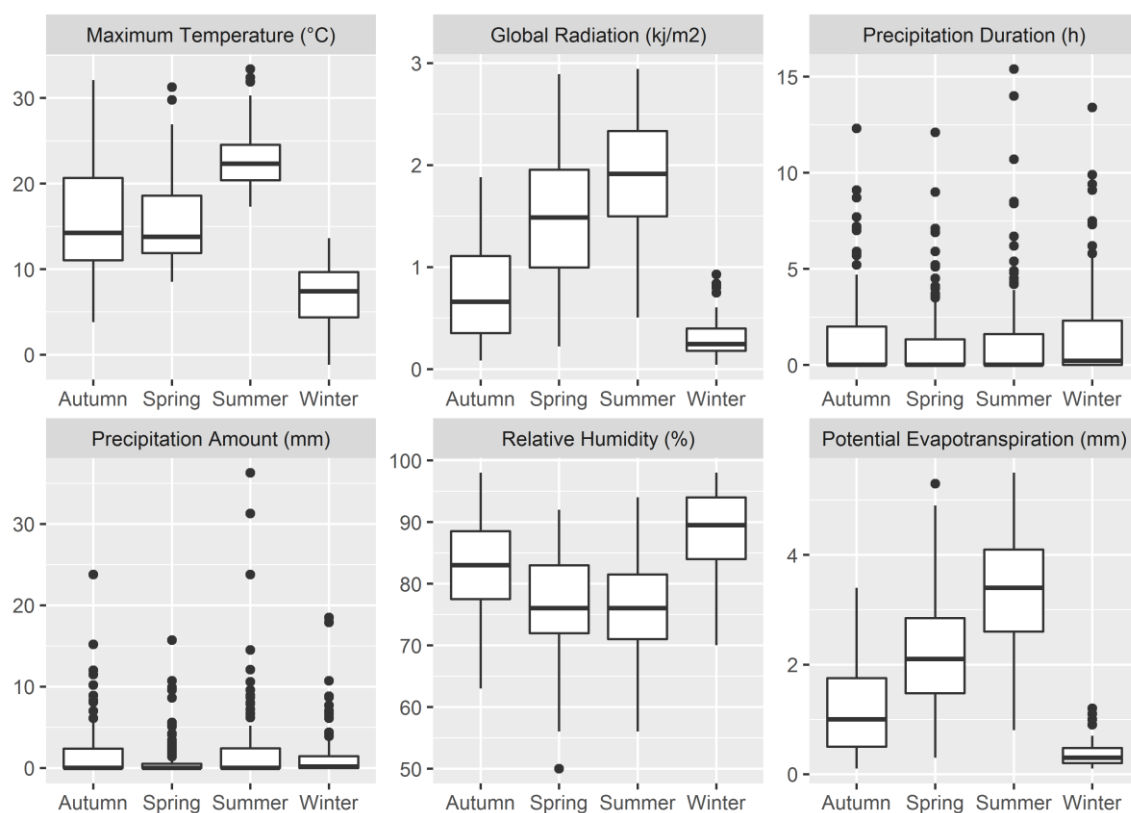 Maximum Temperature (°C)
Global Radiation (kj/m2)
Precipitation Duration (h)
30
20
10
0
3
2
1
0
15
10
5
0
Autumn Spring Summer Winter
Autumn Spring Summer Winter
Autumn Spring Summer Winter
Precipitation Amount (mm)
Relative Humidity (%)
Potential Evapotranspiration (mm)
30
20
10
0
100
90
80
70
60
50
4
2
0
Autumn Spring Summer Winter
Autumn Spring Summer Winter
Autumn Spring Summer Winter